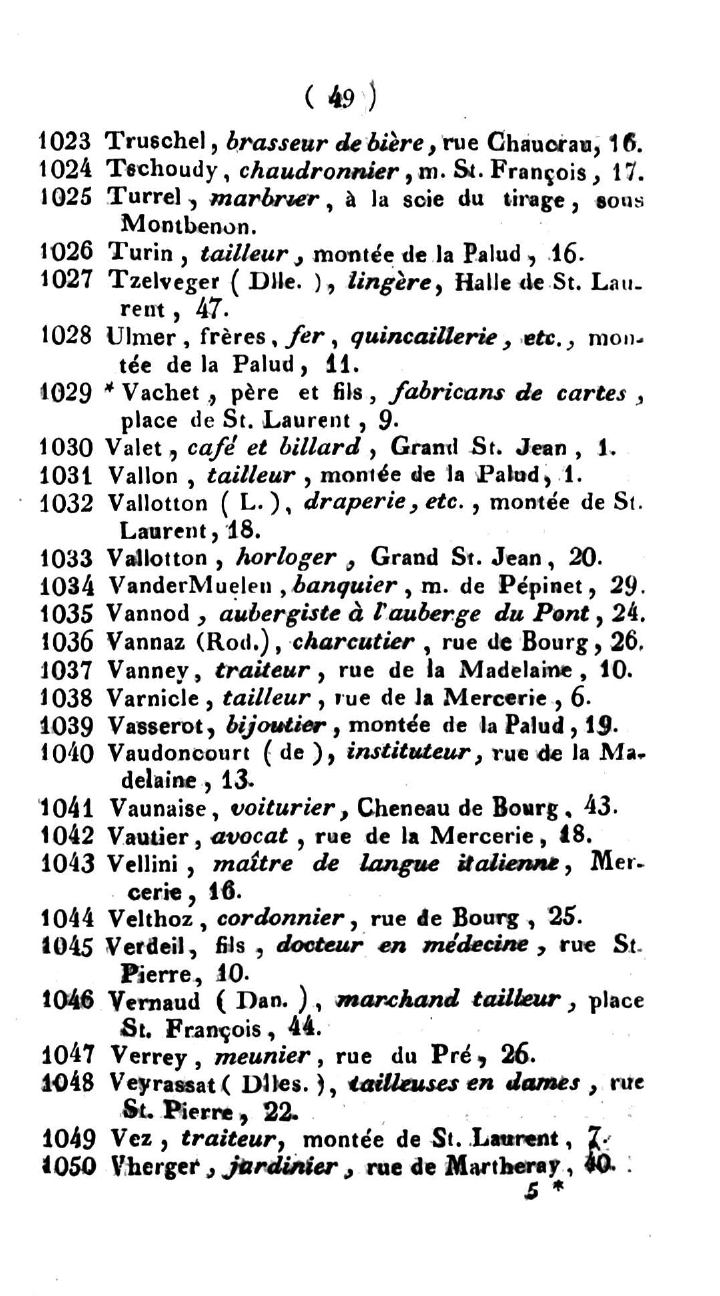 ( 49 )
1023 Truschel, brasseur de bière, rue Chaucrau, 16.
1024 Tschoudy, chaudronnier, m. St. François, 17.
1025 Turrel, marbrier, à la scie du tirage, sous
Montbenon.
1026 Turin, tailleur, montée de la Palud, 16.
1027 Tzelveger ( Dlle. ), lingère, Halle de St. Lau-
rent, 47.
1028 Ulmer, frères, fer, quincaillerie, etc., mon-
tée de la Palud, 11.
1029 * Vachet, père et fils, fabricans de cartes,
place de St. Laurent, 9.
1030 Valet, café et billard, Grand St. Jean, 1.
1031 Vallon, tailleur, montée de la Palud, 1.
1032 Vallotton ( L. ), draperie, etc., montée de St.
Laurent, 18.
1033 Vallotton, horloger, Grand St. Jean, 20.
1034 VanderMuelen, banquier, m. de Pépinet, 29.
1035 Vannod, aubergiste à l'auberge du Pont, 24.
1036 Vannaz (Rod.), charcutier, rue de Bourg, 26.
1037 Vanney, traiteur, rue de la Madelaine, 10.
1038 Varnicle, tailleur, rue de la Mercerie, 6.
1039 Vasserot, bijoutier, montée de la Palud, 19.
1040 Vaudoncourt ( de ), instituteur, rue de la Ma-
delaine, 13.
1041 Vaunaise, voiturier, Cheneau de Bourg, 43.
1042 Vautier, avocat, rue de la Mercerie, 18.
1043 Vellini, maître de langue italienne, Mer-
cerie, 16.
1044 Velthoz, cordonnier, rue de Bourg, 25.
1045 Verdeil, fils, docteur en médecine, rue St.
Pierre, 10.
1046 Vernaud ( Dan. ), marchand tailleur, place
St. François, 44.
1047 Verrey, meunier, rue du Pré, 26.
1048 Veyrassat ( Dlles. ), tailleuses en dames, rue
St. Pierre, 22.
1049 Vez, traiteur, montée de St. Laurent, 7.
1050 Vherger, jardinier, rue de Martheray, 40.
5 *